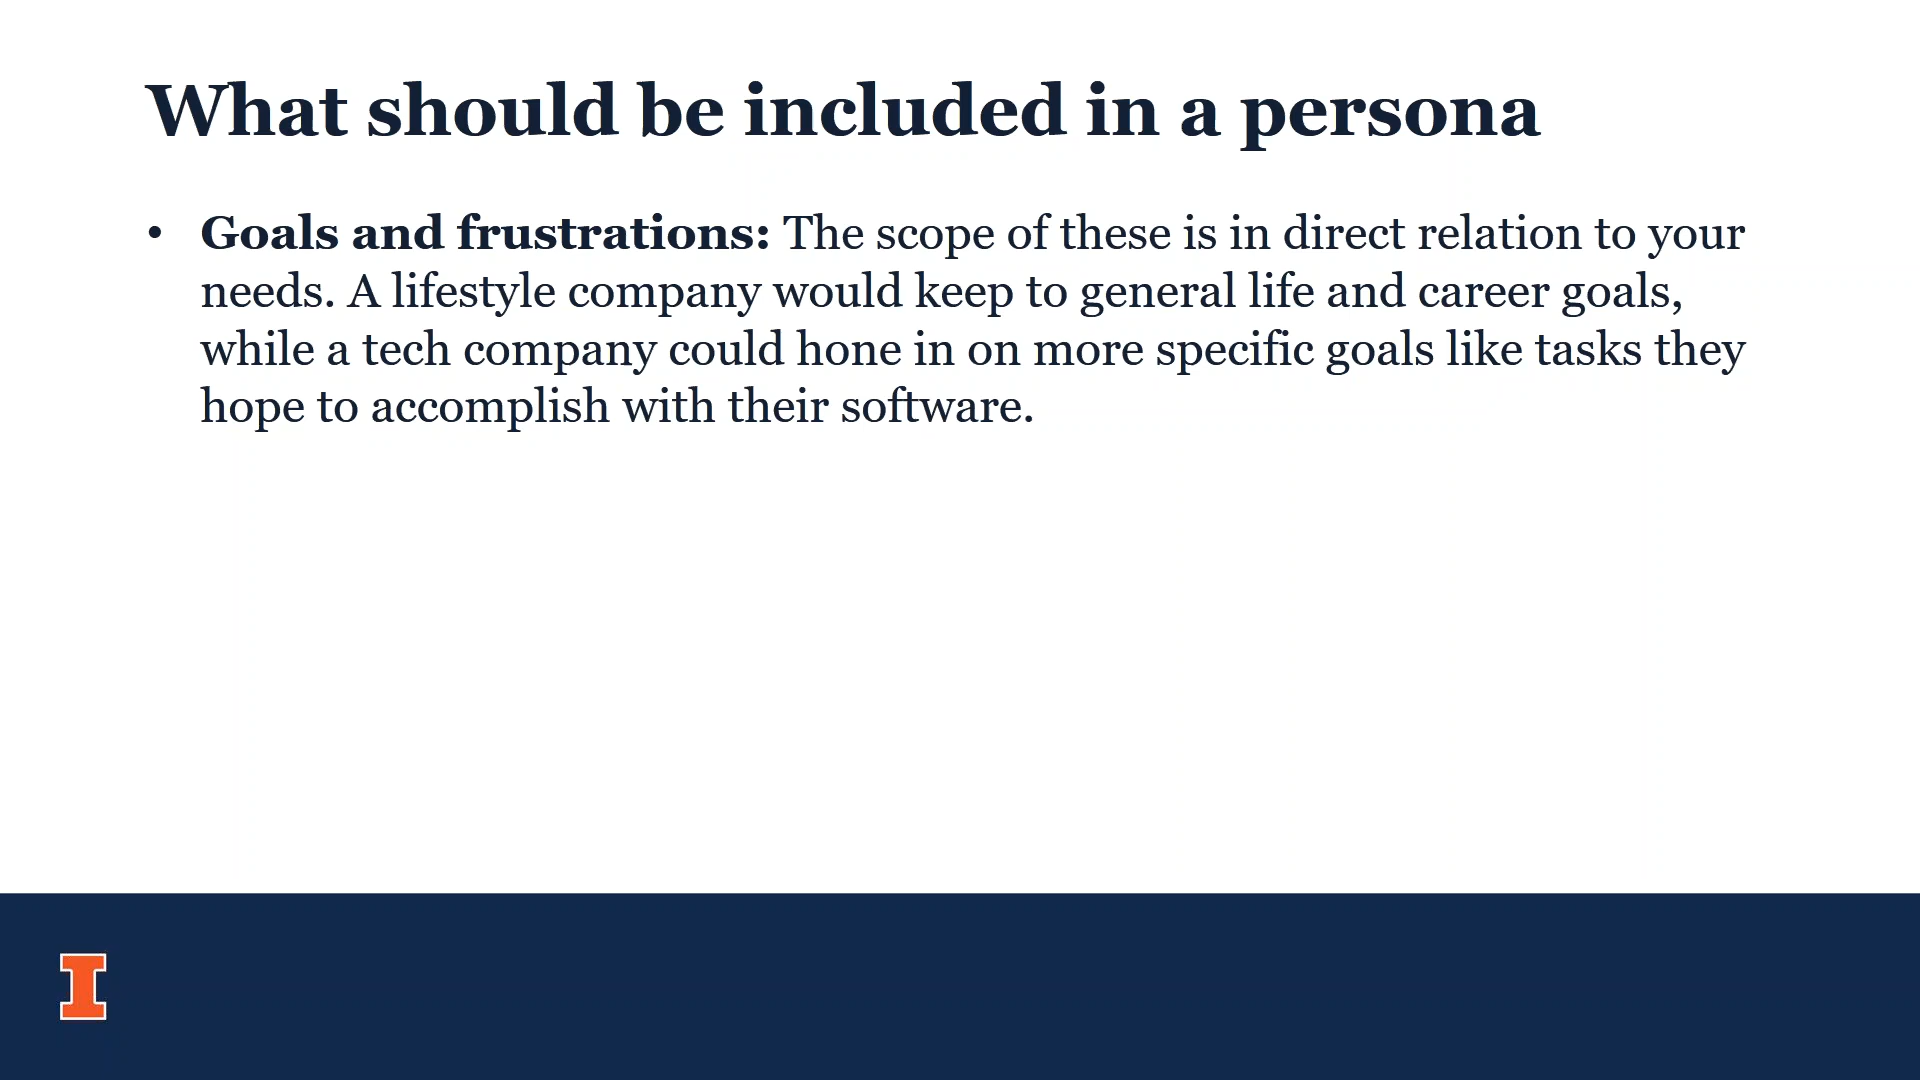 What should be included in a persona
• Goals and frustrations: The scope of these is in direct relation to your
needs. A lifestyle company would keep to general life and career goals,
while a tech company could hone in on more specific goals like tasks they
hope to accomplish with their software.
I